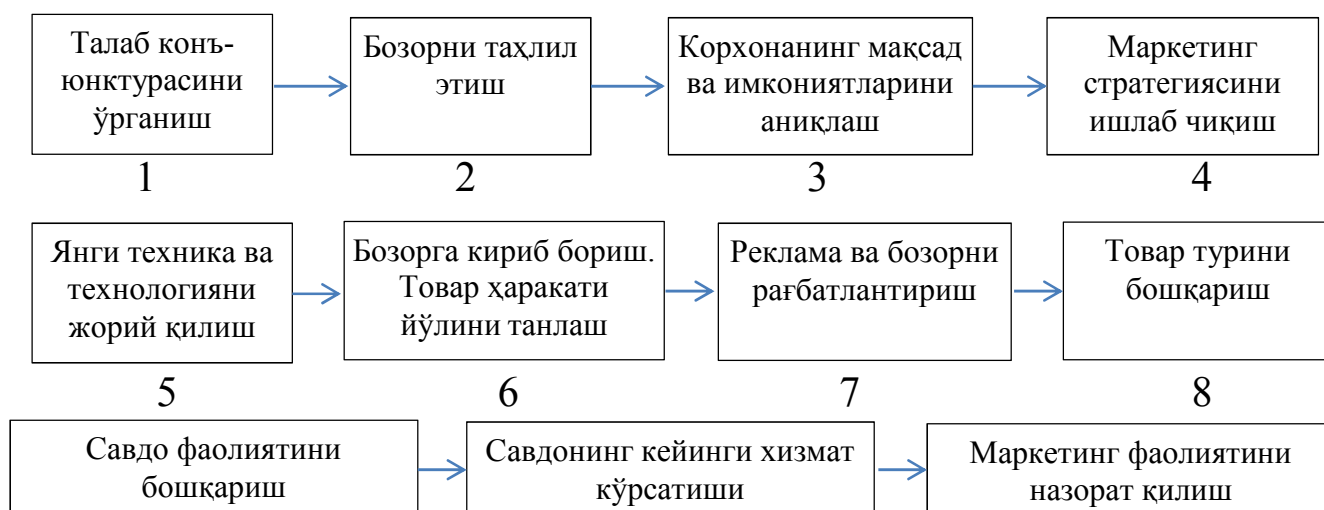 Талаб конъ-
юнктурасини
ўрганиш
Бозорни таҳлил
этиш
Корхонанинг мақсад
ва имкониятларини
аниқлаш
Маркетинг
стратегиясини
ишлаб чиқиш
1
2
3
4
Янги техника ва
технологияни
жорий қилиш
Бозорга кириб бориш.
Товар ҳаракати
йўлини танлаш
Реклама ва бозорни
рағбатлантириш
Товар турини
бошқариш
5
6
7
8
Савдо фаолиятини
бошқариш
Савдонинг кейинги хизмат
кўрсатиши
Маркетинг фаолиятини
назорат қилиш